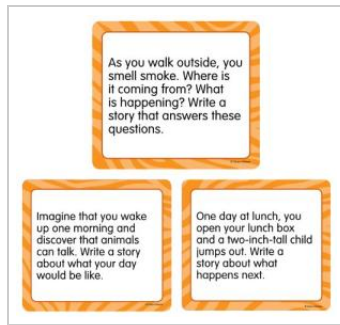 As you walk outside, you
smell smoke. Where is
it coming from? What
is happening? Write a
story that answers these
questions.
Imagine that you wake
up one morning and
discover that animals
can talk. Write a story
about what your day
would be like.
One day at lunch, you
open your lunch box
and a two-inch-tall child
jumps out. Write a
story about what
happens next.